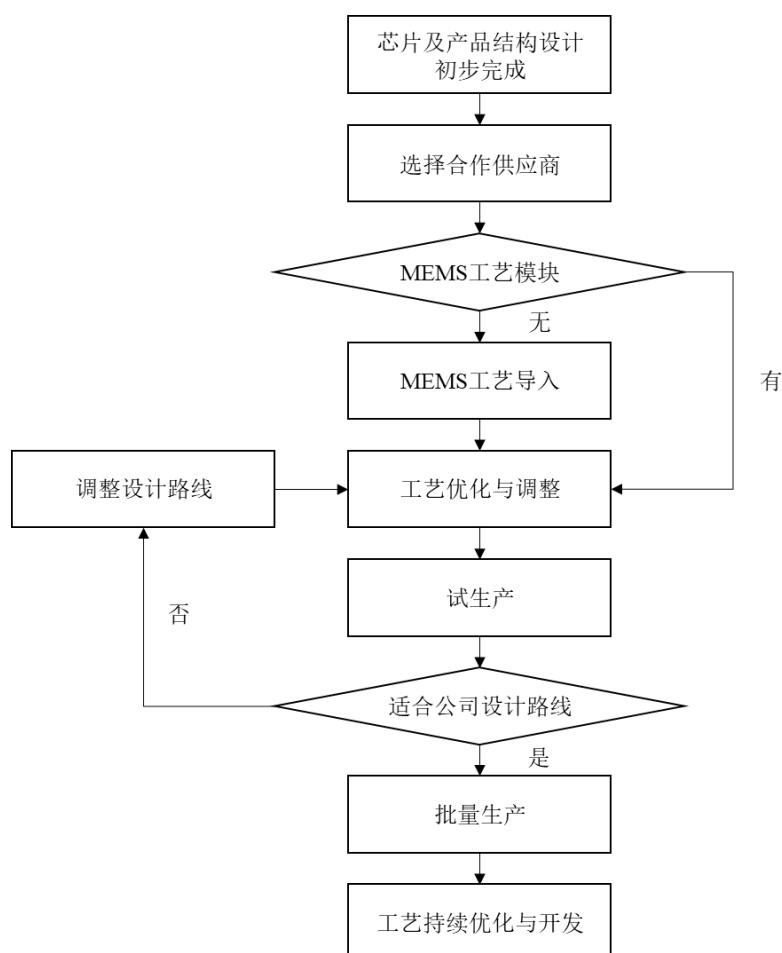 芯片及产品结构设计
初步完成
选择合作供应商
MEMS工艺模块
无
有
MEMS工艺导入
调整设计路线
工艺优化与调整
试生产
否
适合公司设计路线
是
批量生产
工艺持续优化与开发